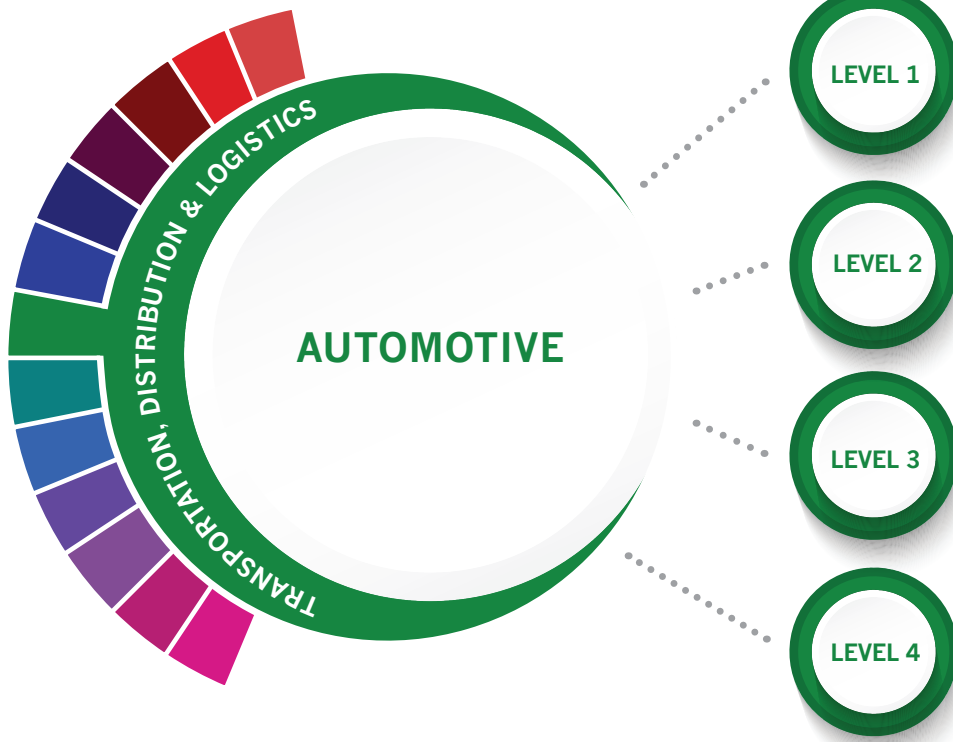 TRANSPORTATION, DISTRIBUTION & LOGISTICS
AUTOMOTIVE
LEVEL 1
LEVEL 2
LEVEL 3
LEVEL 4